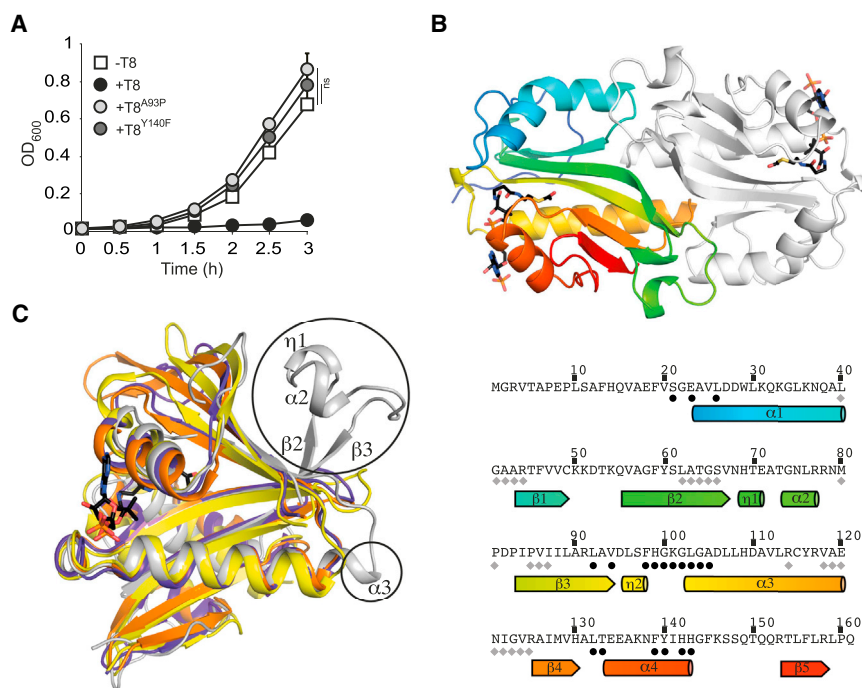 A
OD600
1
0.8
0.6
0.4
0.2
0
-T8
+T8
+T8A93P
+T8Y140F
ns
0 0.5 1 1.5 2 2.5 3
Time (h)
B
C
η1
α2
β2
β3
α3
10 20 30 40
MGRVTAPEPLSAFHQVAEFVSGEAVLDDWLKQKGLKNQAL
α1
50 60 70 80
GAARTFVVCKKDTKQVAGFYSLATGSVNHTEATGNLRRNM
β1 β2 η1 α2
90 100 110 120
PDPIPVIILARLAVDLSFHGKGLGADLLHDAVLRCYRVAE
β3 η2 α3
130 140 150 160
NIGVRAIMVHALTEEAKNFYIHHGFKSSQTQQRTLFLRLPQ
β4 α4 β5